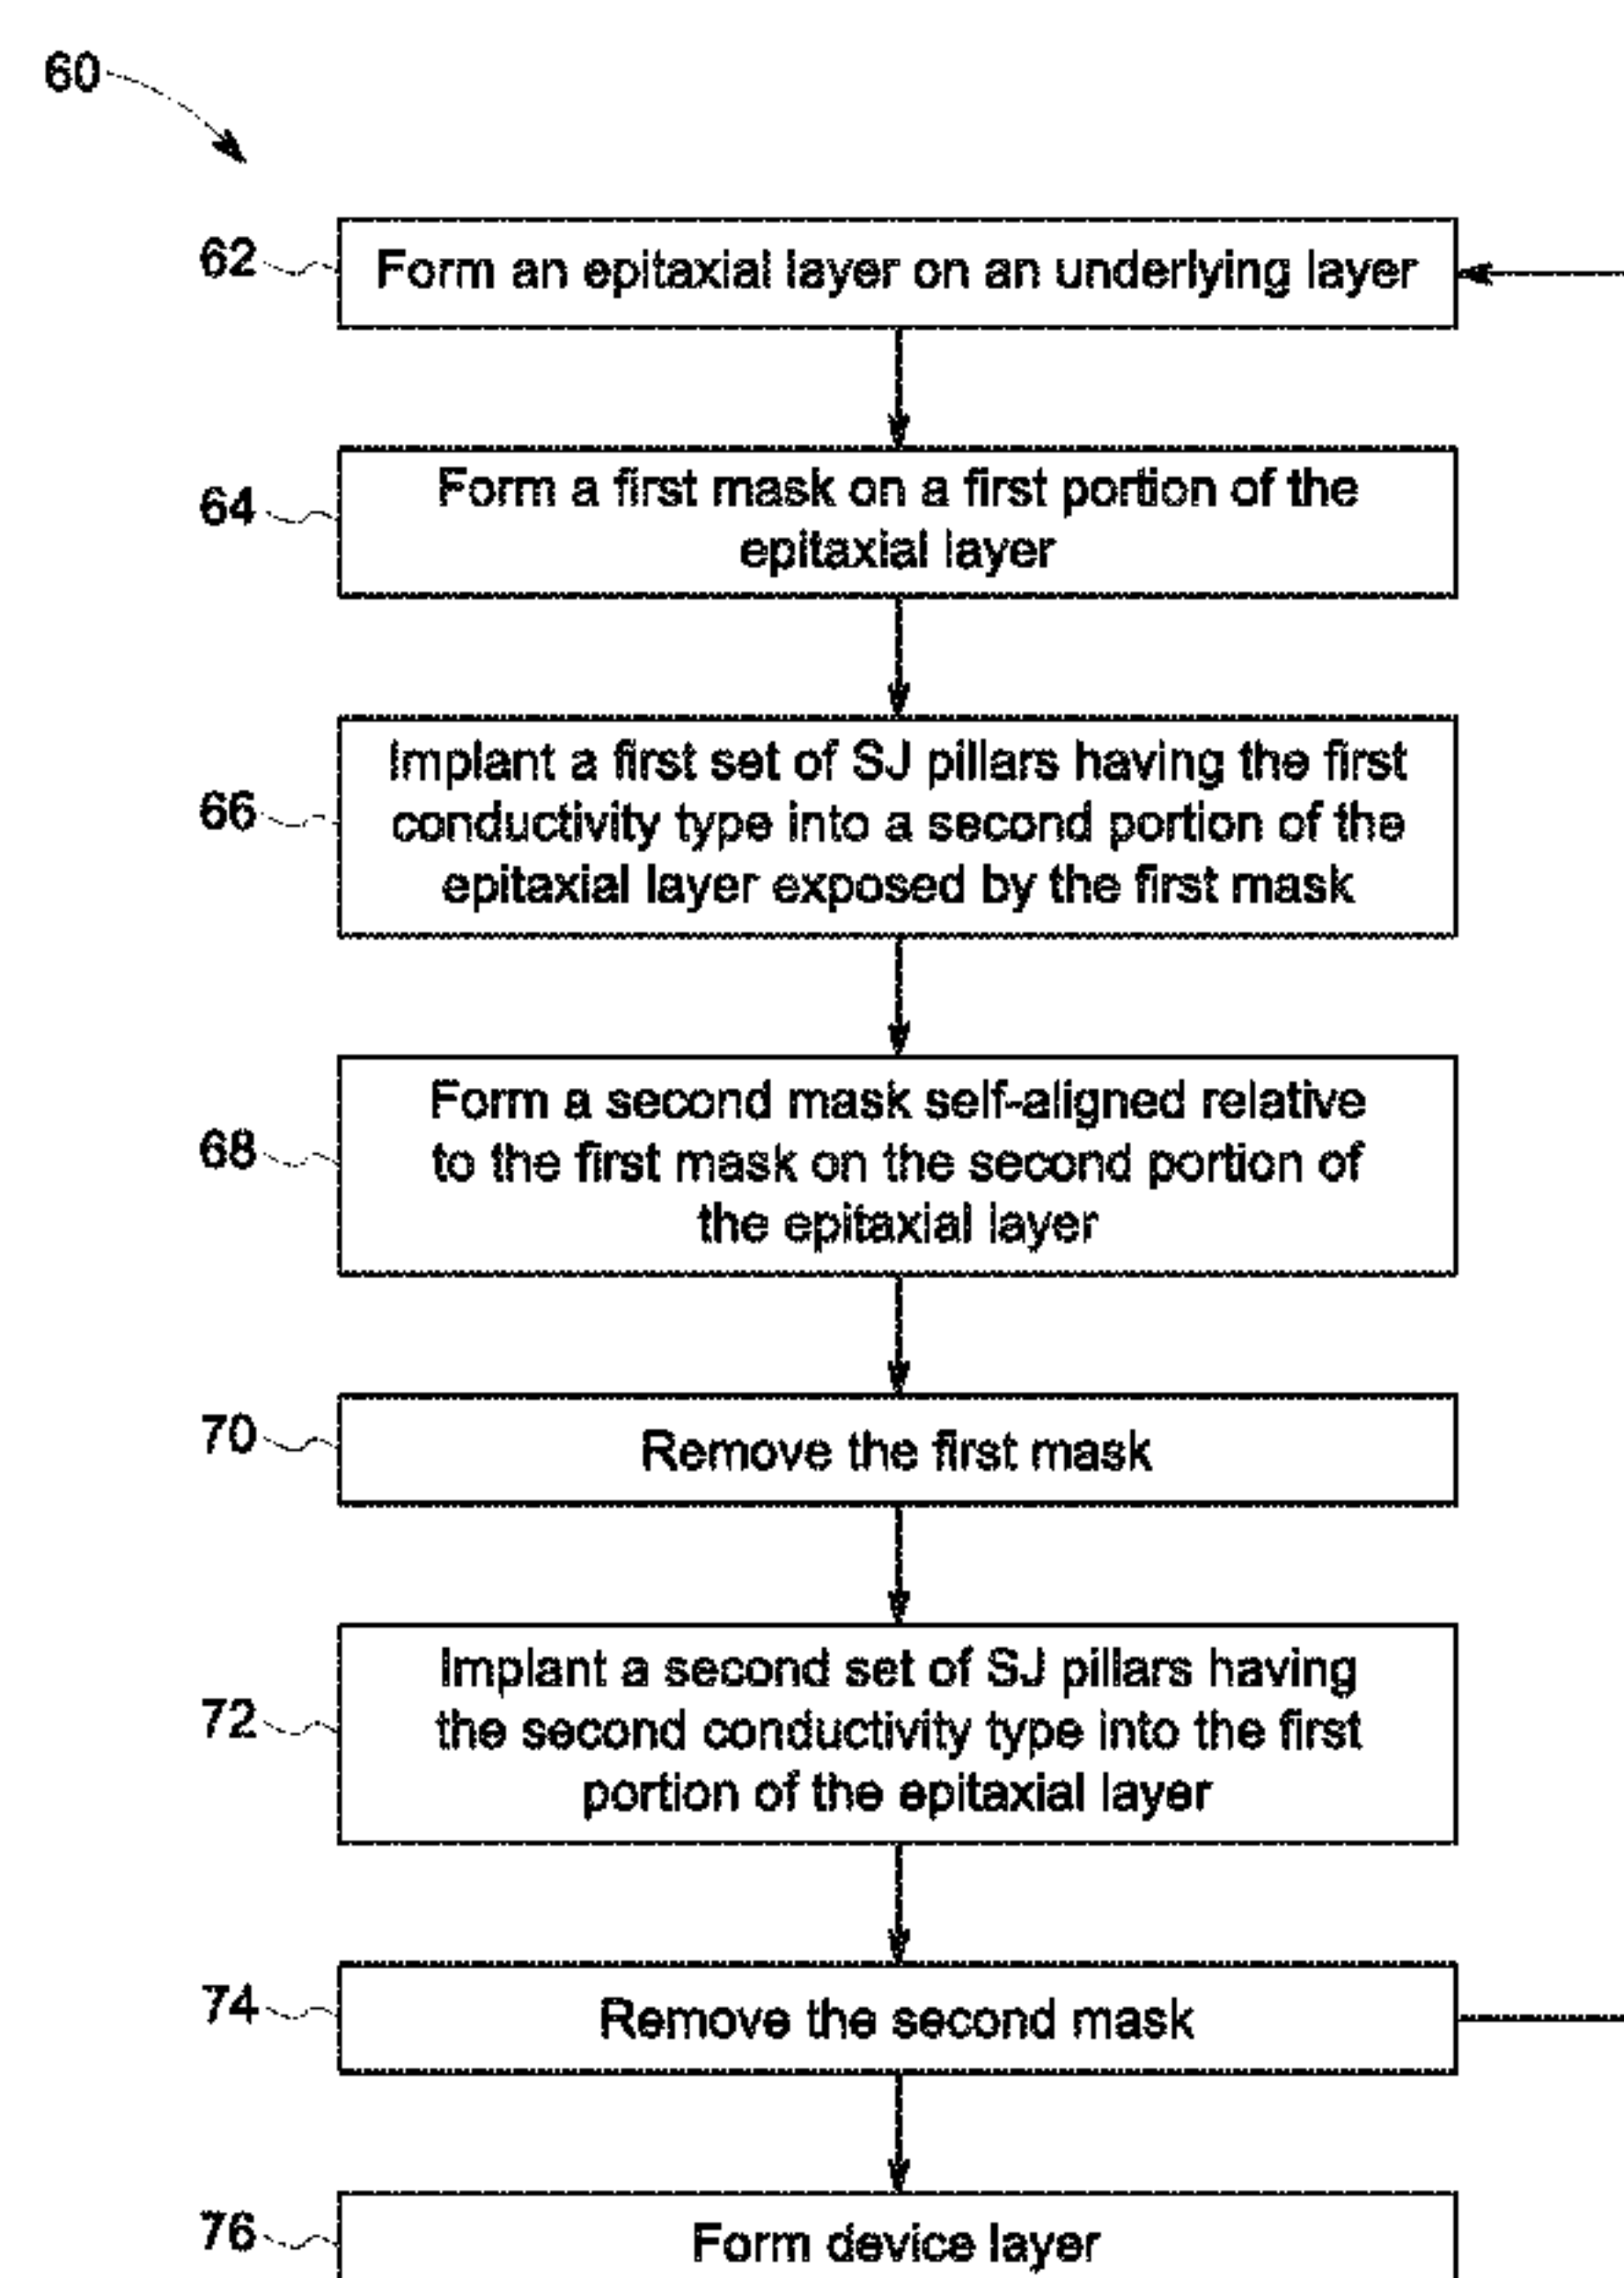 60
62
Form an epitaxial layer on an underlying layer
64
Form a first mask on a first portion of the
epitaxial layer
66
Implant a first set of SJ pillars having the first
conductivity type into a second portion of the
epitaxial layer exposed by the first mask
68
Form a second mask self-aligned relative
to the first mask on the second portion of
the epitaxial layer
70
Remove the first mask
72
Implant a second set of SJ pillars having
the second conductivity type into the first
portion of the epitaxial layer
74
Remove the second mask
76
Form device layer